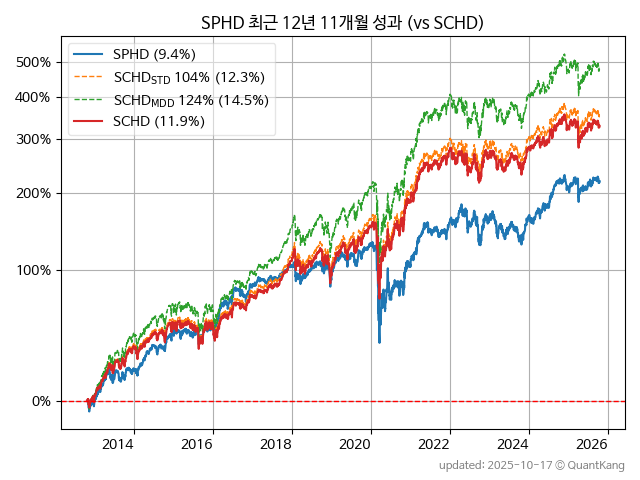 SPHD 최근 12년 11개월 성과 (vs SCHD)
SPHD (9.4%)
SCHD_STD 104% (12.3%)
SCHD_MDD 124% (14.5%)
SCHD (11.9%)
500%
400%
300%
200%
100%
0%
2014 2016 2018 2020 2022 2024 2026
updated: 2025-10-17 © QuantKang